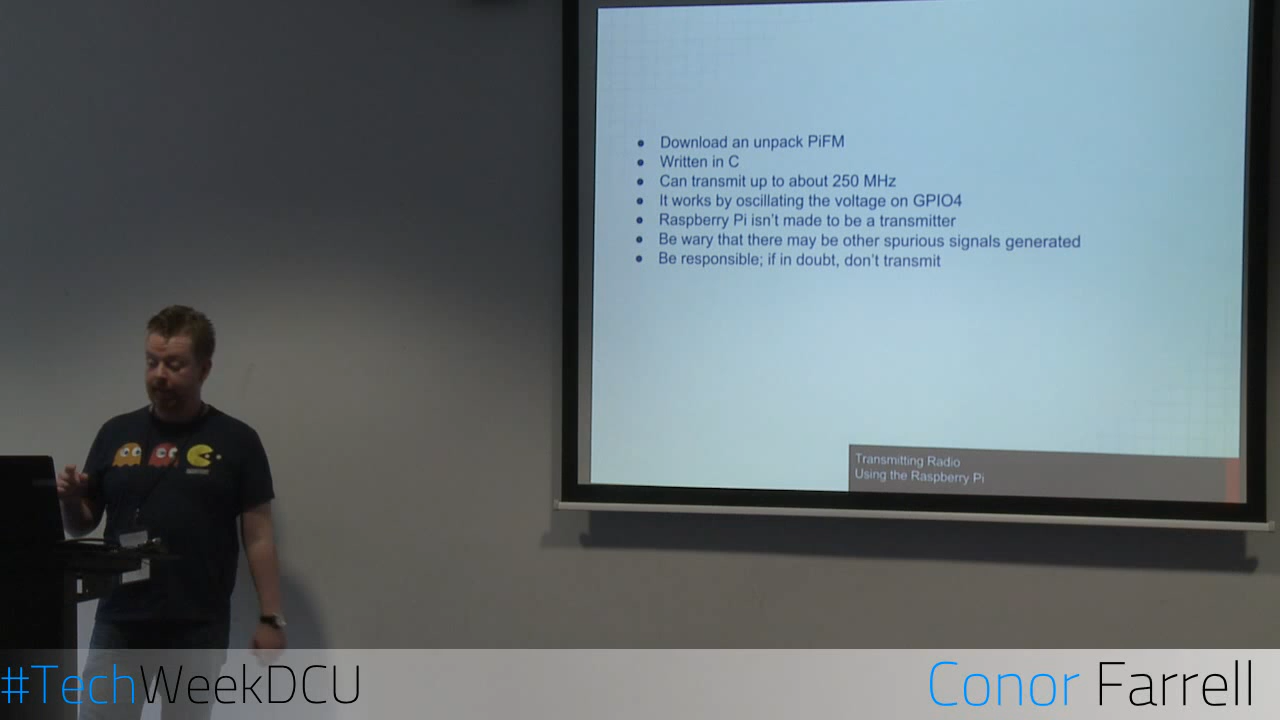 ● Download an unpack PiFM
● Written in C
● Can transmit up to about 250 MHz
● It works by oscillating the voltage on GPIO4
● Raspberry Pi isn't made to be a transmitter
● Be wary that there may be other spurious signals generated
● Be responsible; if in doubt, don't transmit
Transmitting Radio
Using the Raspberry Pi
#TechWeekDCU
Conor Farrell